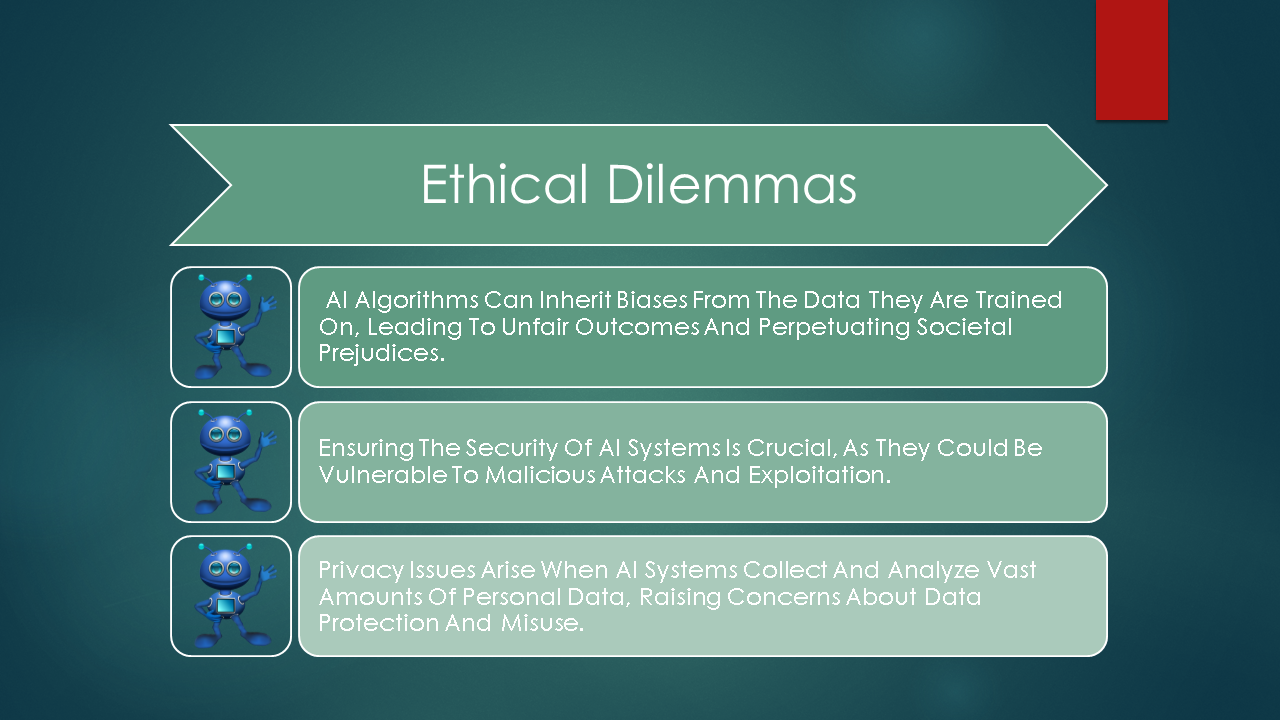 Ethical Dilemmas
AI Algorithms Can Inherit Biases From The Data They Are Trained
On, Leading To Unfair Outcomes And Perpetuating Societal
Prejudices.
Ensuring The Security Of AI Systems Is Crucial, As They Could Be
Vulnerable To Malicious Attacks And Exploitation.
Privacy Issues Arise When AI Systems Collect And Analyze Vast
Amounts Of Personal Data, Raising Concerns About Data
Protection And Misuse.